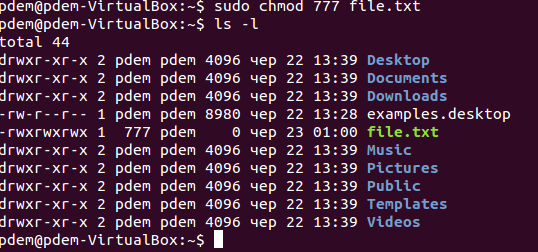 pdem@pdem-VirtualBox:~$ sudo chmod 777 file.txt
pdem@pdem-VirtualBox:~$ ls -l
total 44
drwxr-xr-x 2 pdem pdem 4096 чер 22 13:39 Desktop
drwxr-xr-x 2 pdem pdem 4096 чер 22 13:39 Documents
drwxr-xr-x 2 pdem pdem 4096 чер 22 13:39 Downloads
-rw-r--r-- 1 pdem pdem 8980 чер 22 13:28 examples.desktop
-rwxrwxrwx 1  777 pdem    0 чер 23 01:00 file.txt
drwxr-xr-x 2 pdem pdem 4096 чер 22 13:39 Music
drwxr-xr-x 2 pdem pdem 4096 чер 22 13:39 Pictures
drwxr-xr-x 2 pdem pdem 4096 чер 22 13:39 Public
drwxr-xr-x 2 pdem pdem 4096 чер 22 13:39 Templates
drwxr-xr-x 2 pdem pdem 4096 чер 22 13:39 Videos
pdem@pdem-VirtualBox:~$